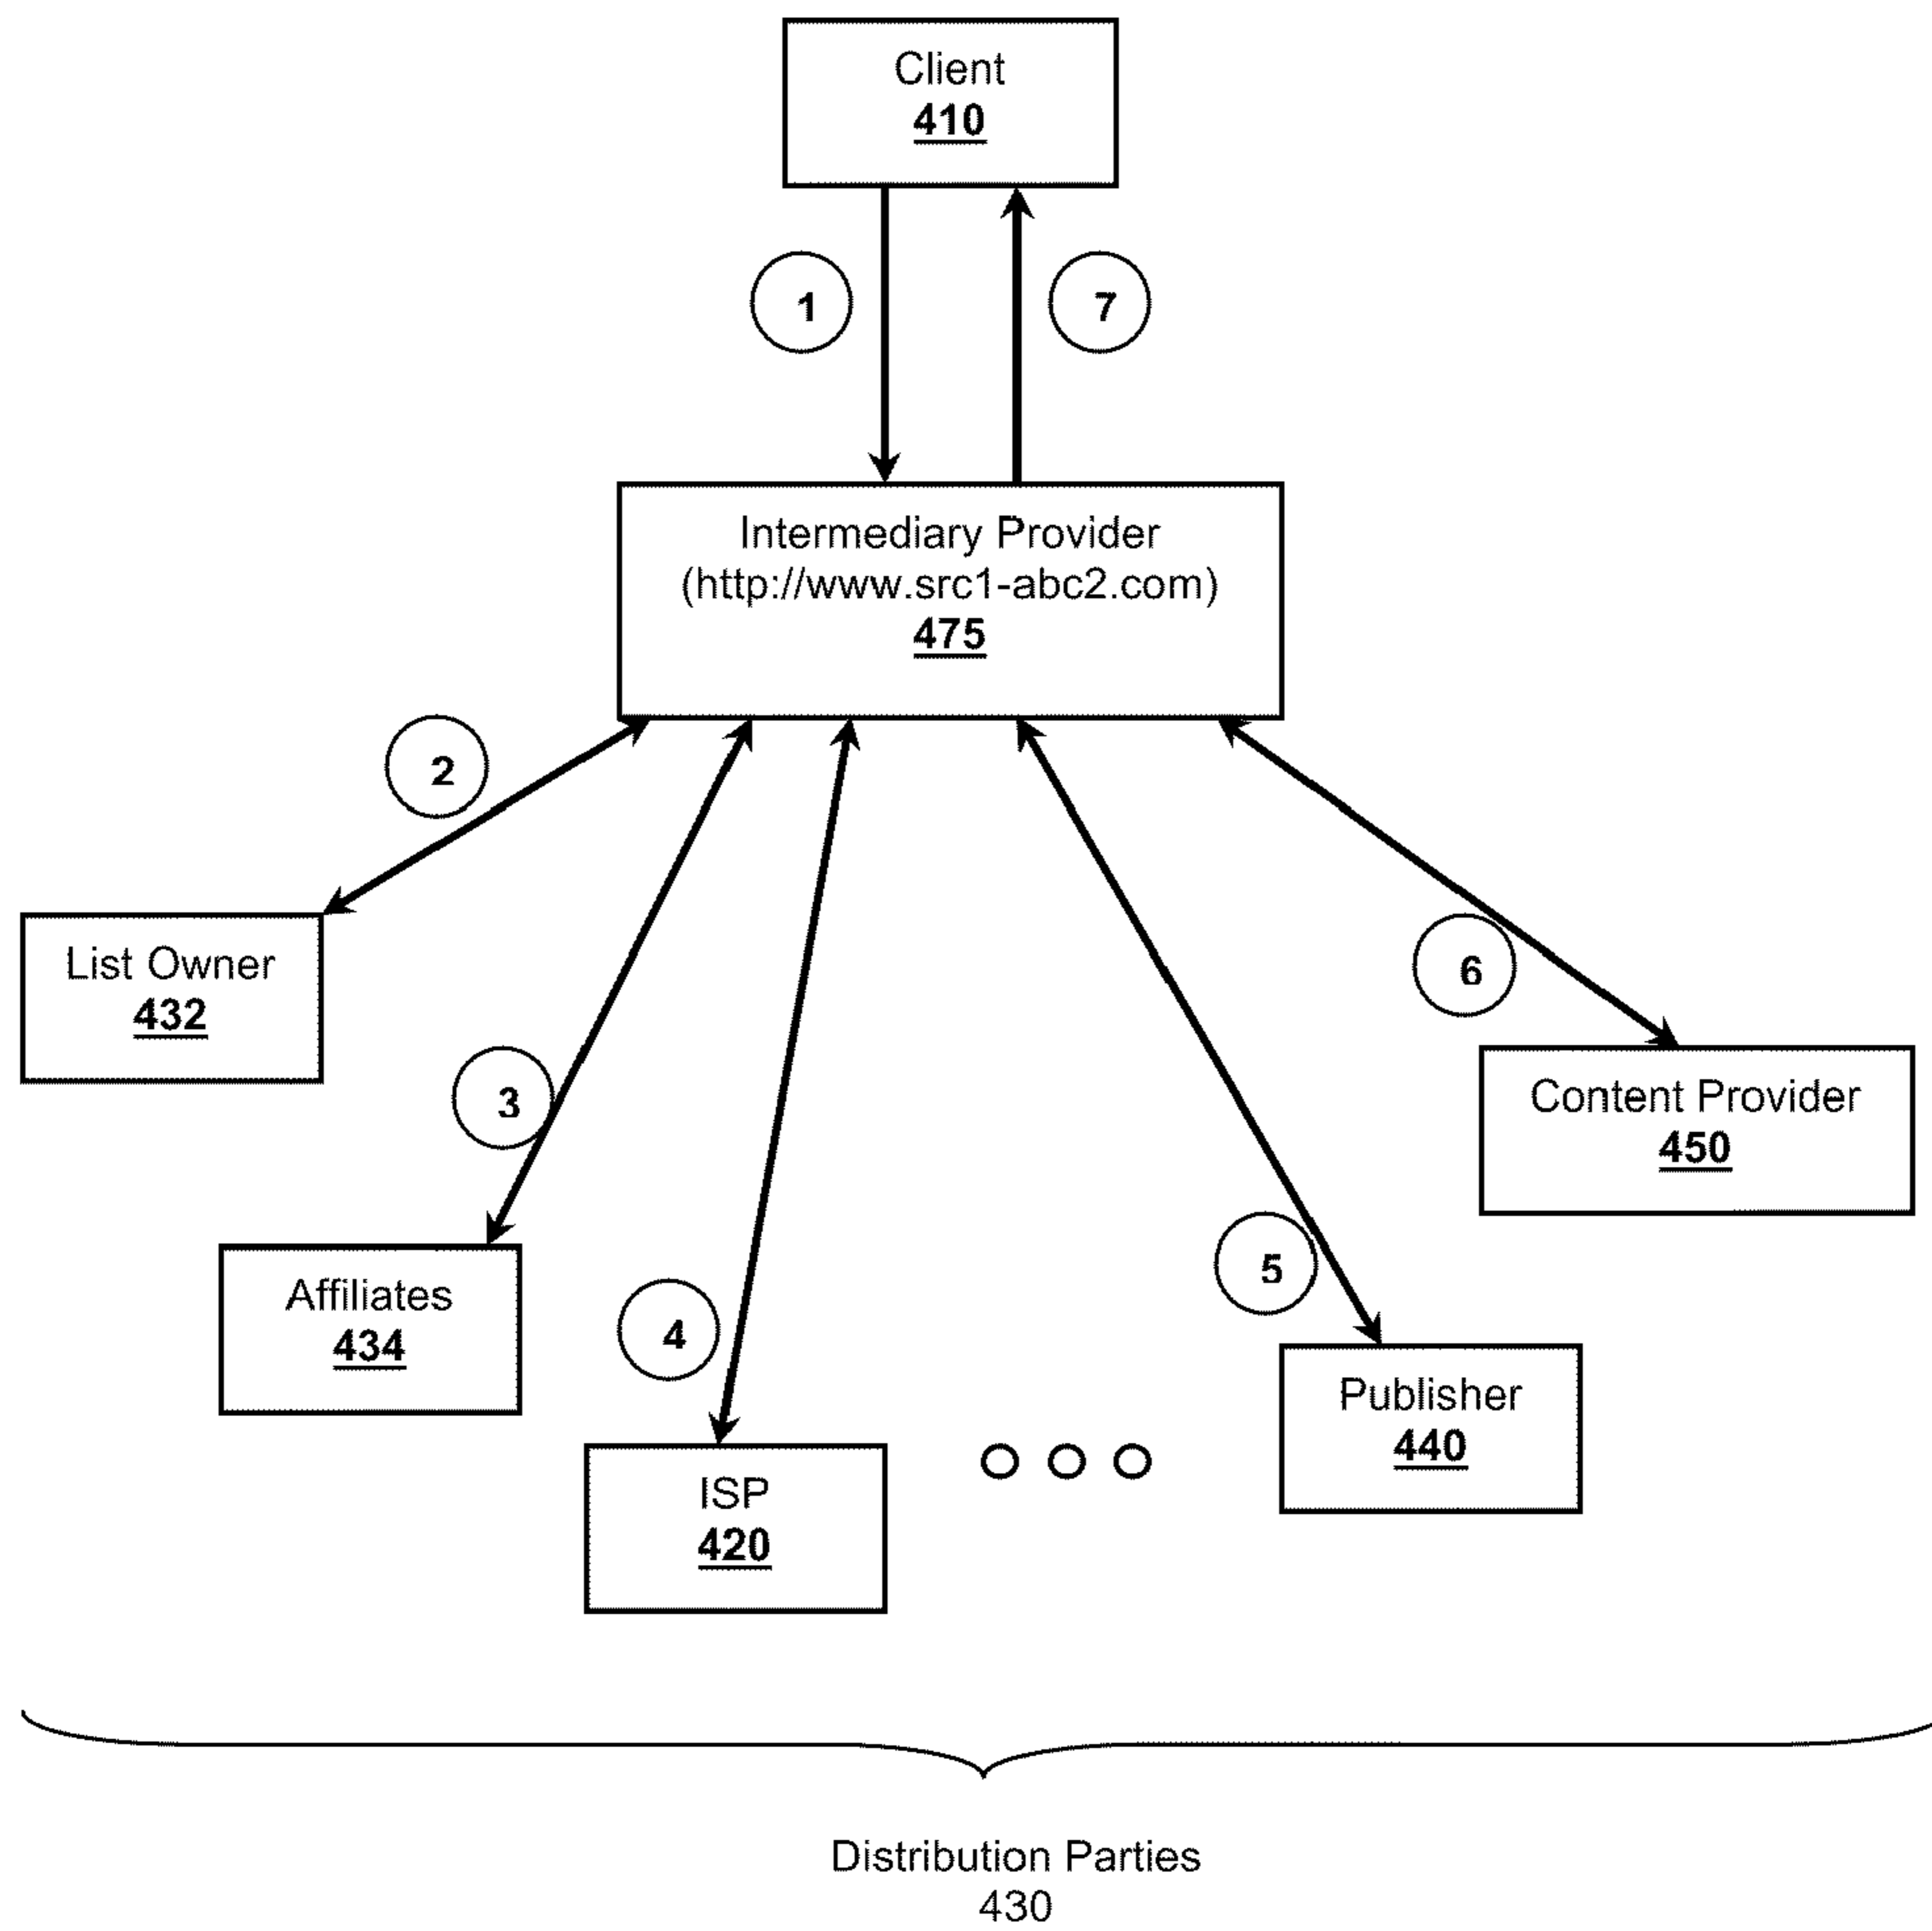 Client
410
1
7
Intermediary Provider
(http://www.src1-abc2.com)
475
2
List Owner
432
6
3
Content Provider
450
5
Affiliates
434
4
Publisher
440
ISP
420
Distribution Parties
430